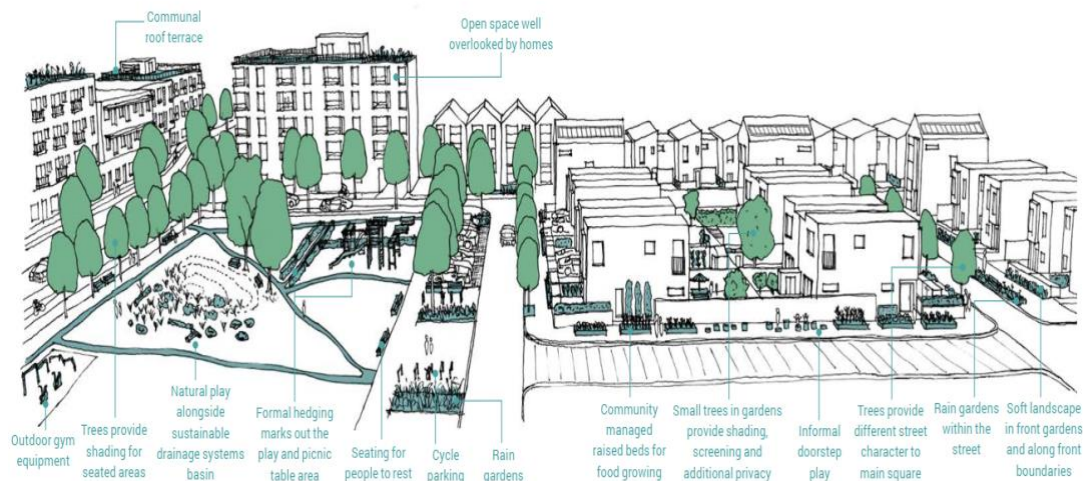 Communal
roof terrace
Open space well
overlooked by homes
Outdoor gym
equipment
Trees provide
shading for
seated areas
Natural play
alongside
sustainable
drainage systems
basin
Formal hedging
marks out the
play and picnic
table area
Seating for
people to rest
Cycle
parking
Rain
gardens
Community
managed
raised beds for
food growing
Small trees in gardens
provide shading,
screening and
additional privacy
Informal
doorstep
play
Trees provide
different street
character to
main square
Rain gardens
within the
street
Soft landscape
in front gardens
and along front
boundaries